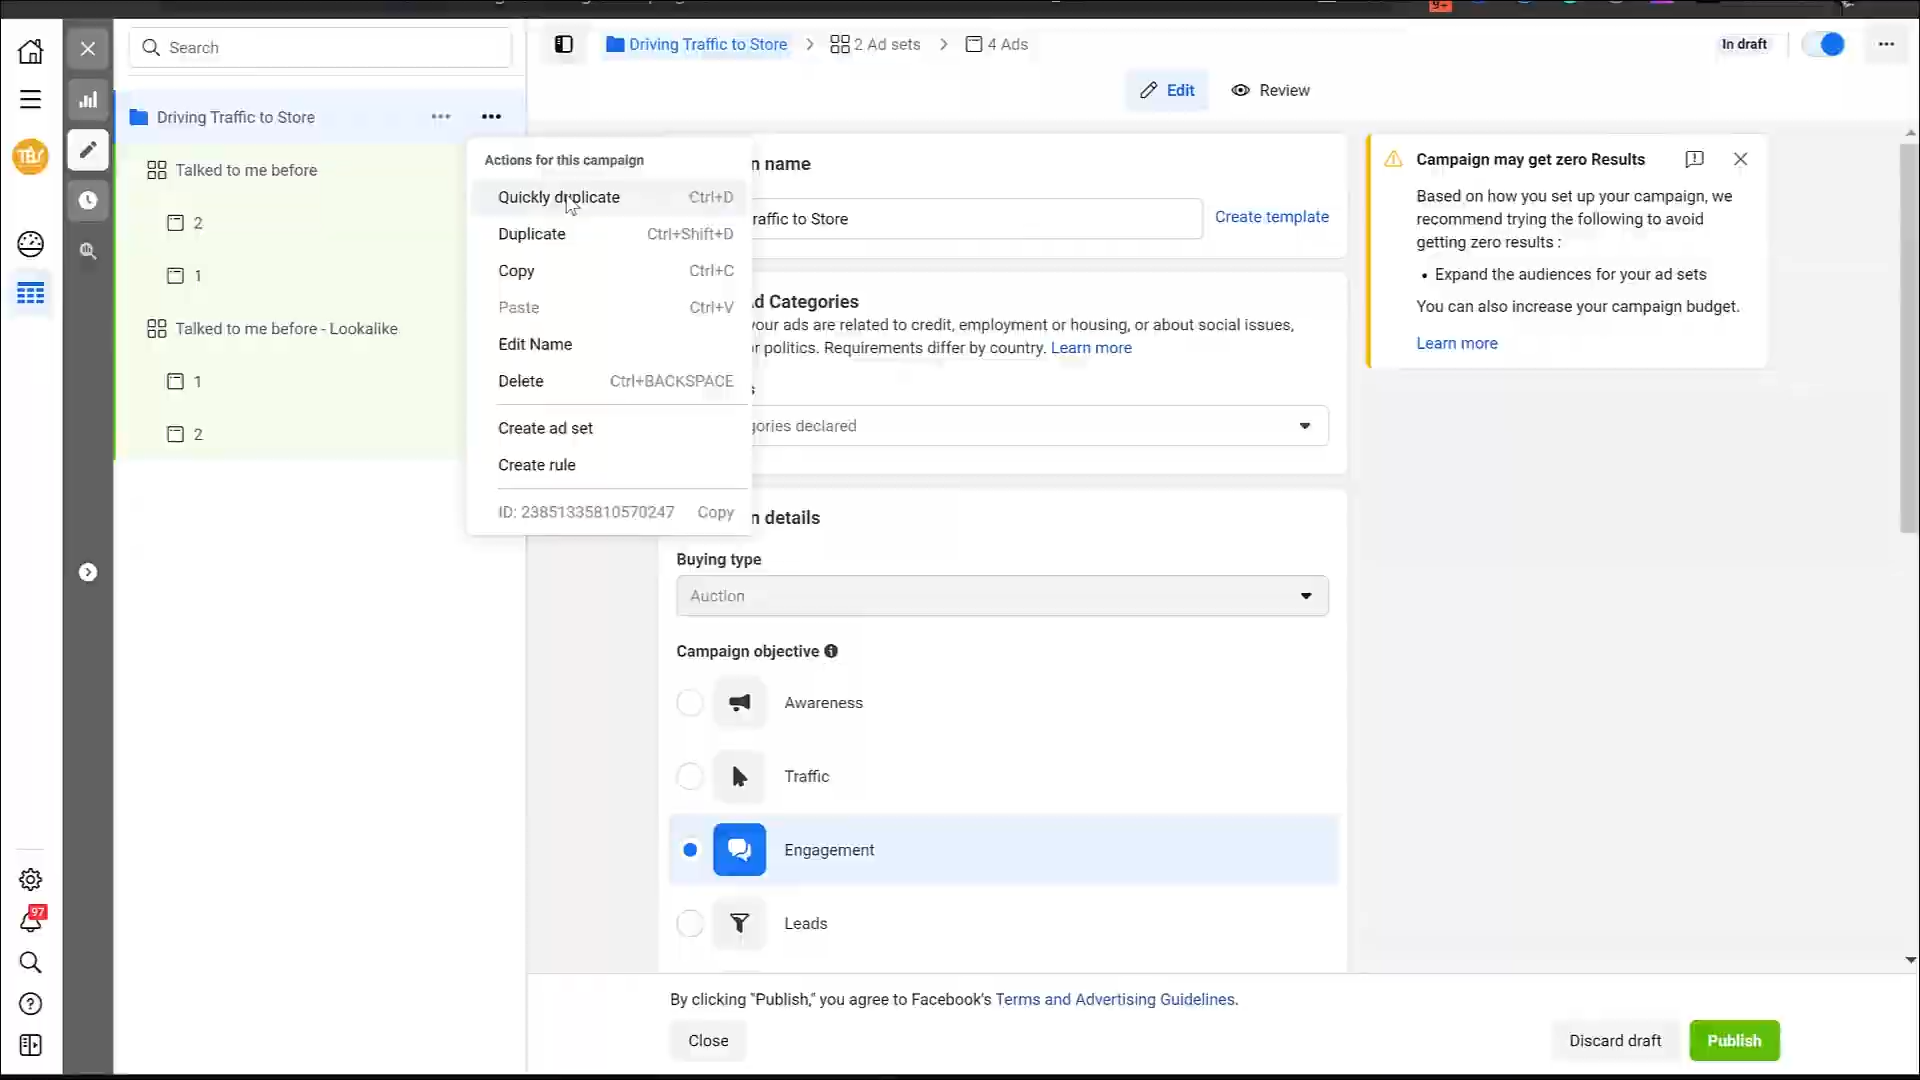 Search
Driving Traffic to Store
2 Ad sets
4 Ads
In draft
Edit
Review
Driving Traffic to Store
Talked to me before
2
1
Talked to me before - Lookalike
1
2
Actions for this campaign
Quickly duplicate Ctrl+D
Duplicate Ctrl+Shift+D
Copy Ctrl+C
Paste Ctrl+V
Edit Name
Delete Ctrl+BACKSPACE
Create ad set
Create rule
ID: 23851335810570247 Copy
n name
raffic to Store
Create template
d Categories
your ads are related to credit, employment or housing, or about social issues,
or politics. Requirements differ by country. Learn more
gories declared
n details
Buying type
Auction
Campaign objective
Awareness
Traffic
Engagement
Leads
Campaign may get zero Results
Based on how you set up your campaign, we
recommend trying the following to avoid
getting zero results :
• Expand the audiences for your ad sets
You can also increase your campaign budget.
Learn more
TBS
97
9+
By clicking "Publish," you agree to Facebook's Terms and Advertising Guidelines.
Close
Discard draft
Publish